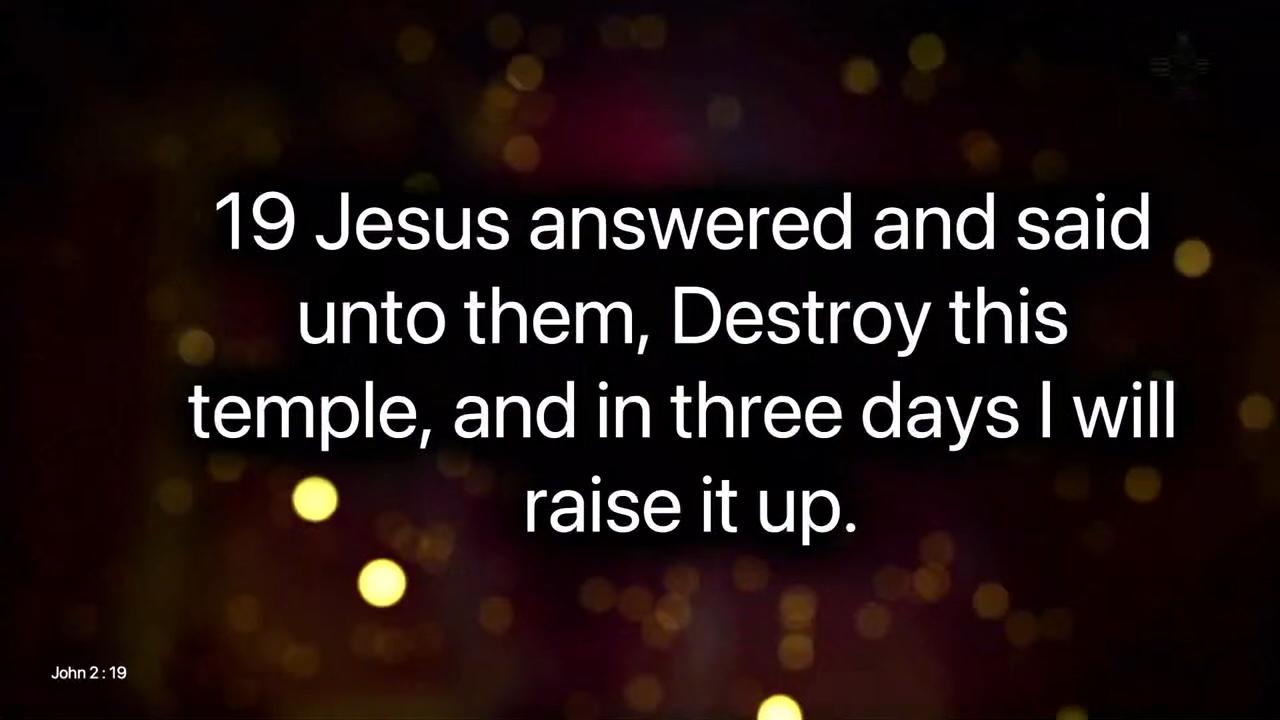 19 Jesus answered and said
unto them, Destroy this
temple, and in three days I will
raise it up.
John 2 : 19